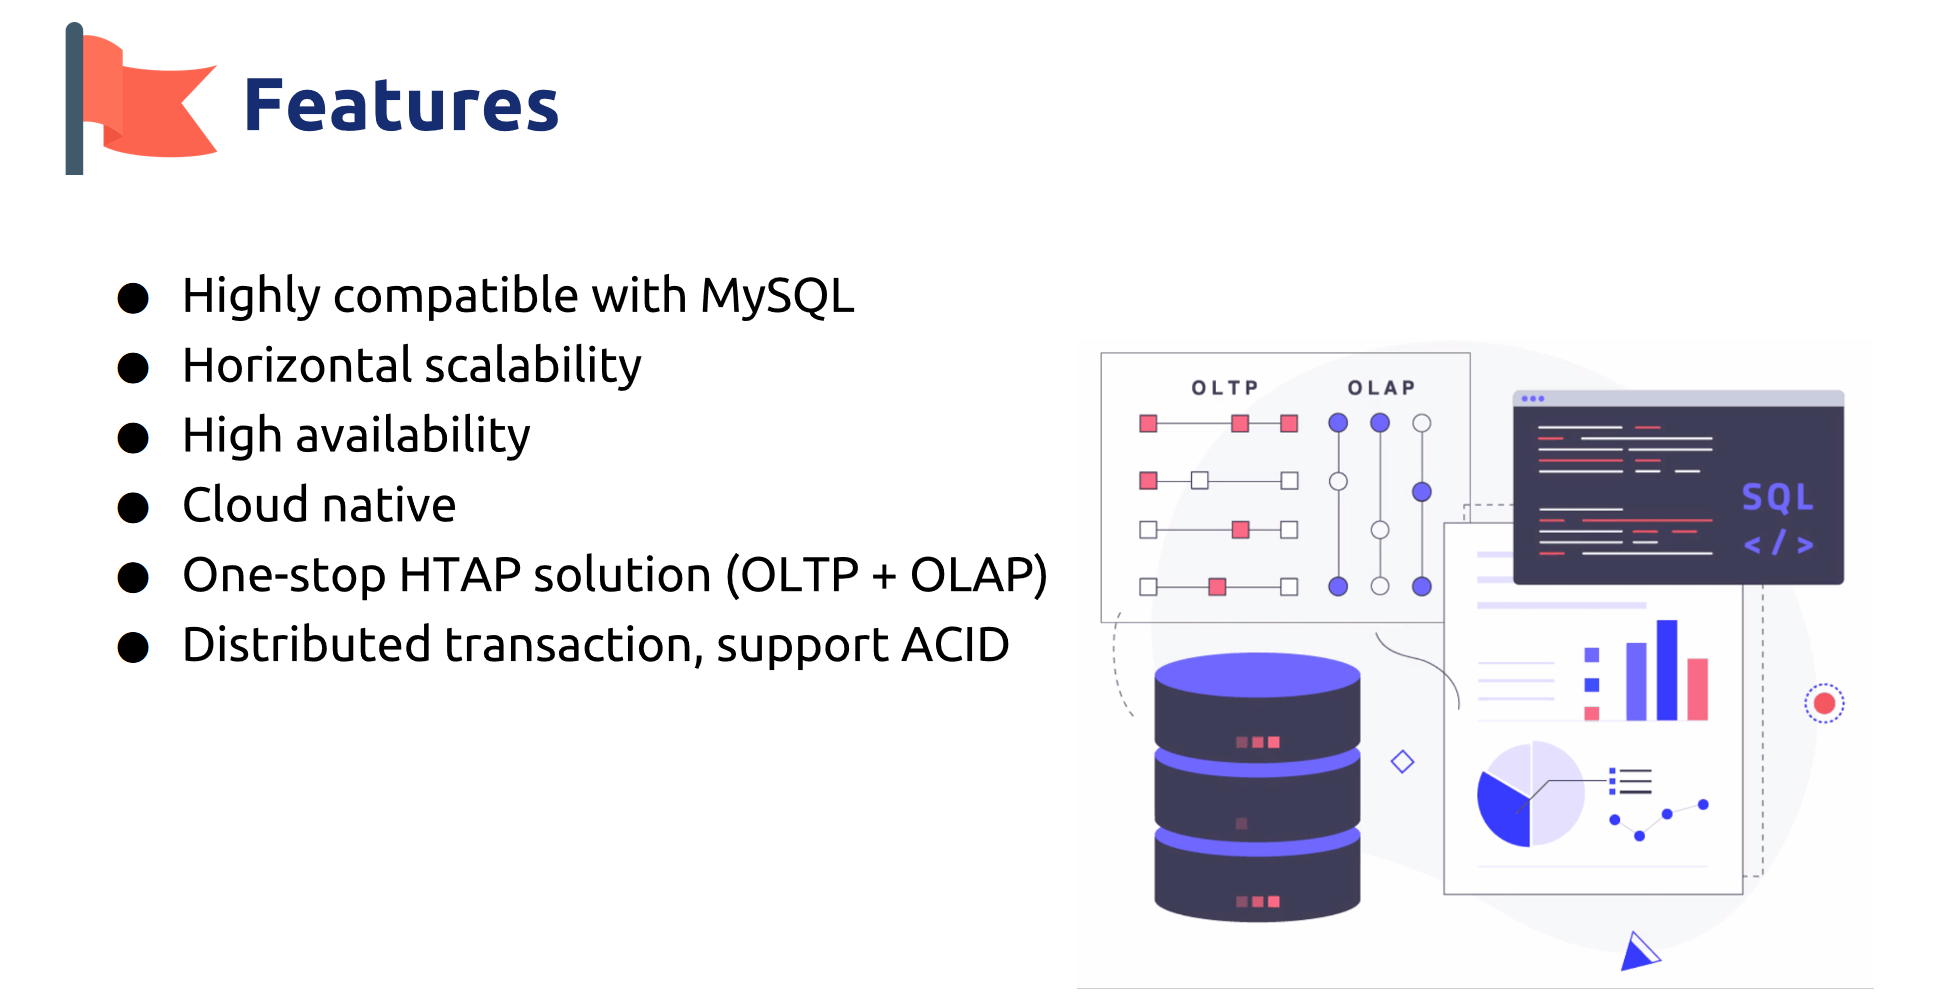 Features
● Highly compatible with MySQL
● Horizontal scalability
● High availability
● Cloud native
● One-stop HTAP solution (OLTP + OLAP)
● Distributed transaction, support ACID
OLTP OLAP
SQL
</>